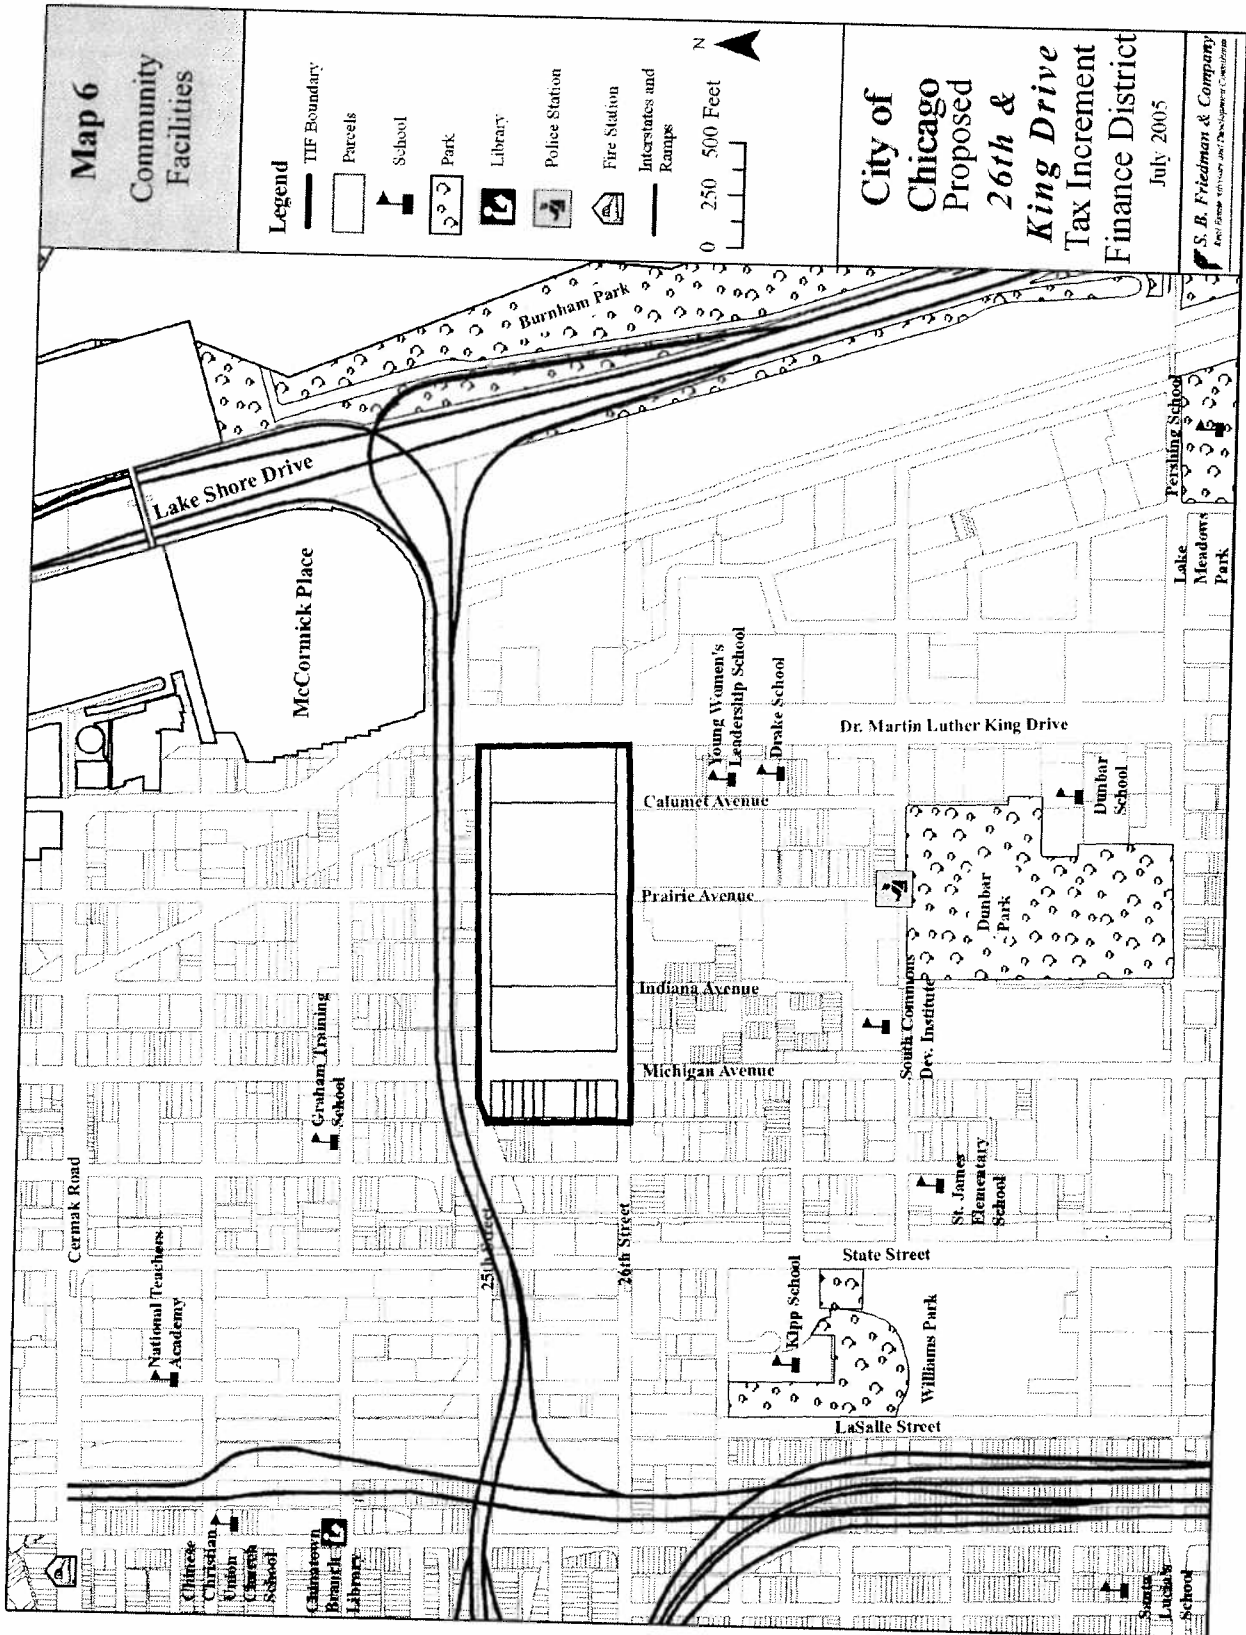 Map 6
Community
Facilities
Legend
TIF Boundary
Parcels
School
Park
Library
Police Station
Fire Station
Interstates and
Ramps
N
0 250 500 Feet
City of
Chicago
Proposed
26th &
King Drive
Tax Increment
Finance District
July 2005
S. B. Friedman & Company
Burnham Park
Lake Shore Drive
McCormick Place
Pershing School
Lake
Meadows
Park
Young Women's
Leadership School
Drake School
Dr. Martin Luther King Drive
Calumet Avenue
Dunbar
School
Prairie Avenue
Dunbar
Park
Indiana Avenue
South Commons
Dev. Institute
Michigan Avenue
Graham Training
School
St. James
Elementary
School
Cermak Road
25th Street
26th Street
State Street
National Teachers
Academy
Kipp School
Williams Park
LaSalle Street
Chinese
Christian
Union
Church
School
Chinatown
Branch
Library
Santa
Lucia's
School